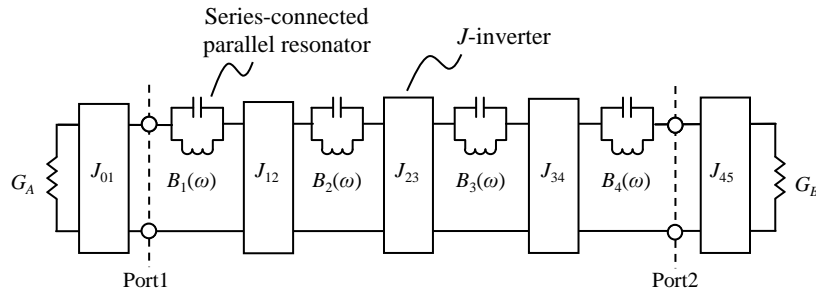 Series-connected
parallel resonator
J-inverter
G_A
J_01
B_1(ω)
J_12
B_2(ω)
J_23
B_3(ω)
J_34
B_4(ω)
J_45
G_B
Port1
Port2